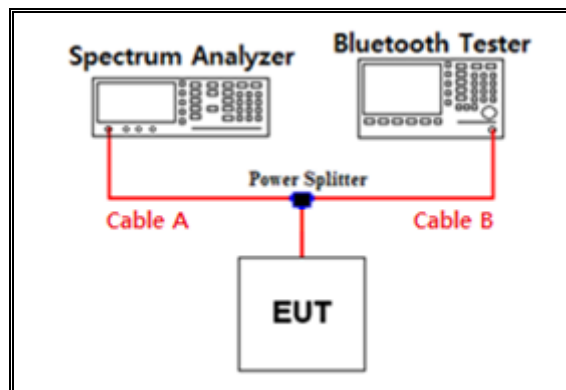 Spectrum Analyzer
Bluetooth Tester
Power Splitter
Cable A
Cable B
EUT